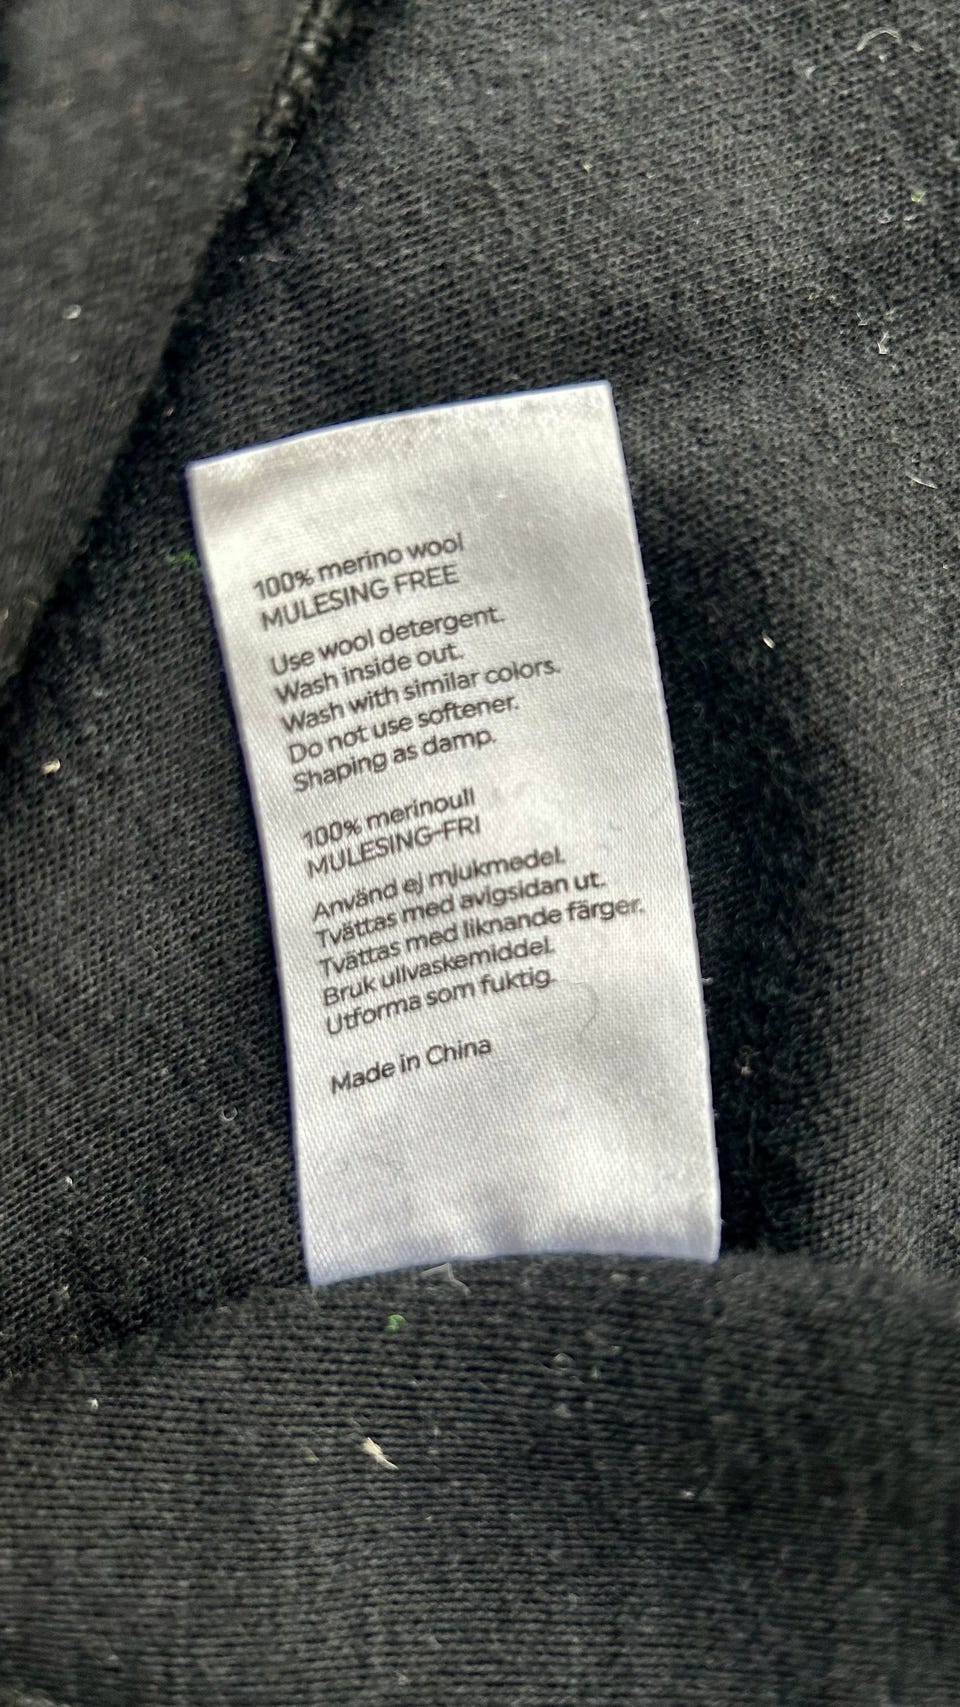 100% merino wool
MULESING FREE
Use wool detergent.
Wash inside out.
Wash with similar colors.
Do not use softener.
Shaping as damp.
100% merinoull
MULESING-FRI
Använd ej mjukmedel.
Tvättas med avigsidan ut.
Tvättas med liknande färger.
Bruk ullvaskemiddel.
Utforma som fuktig.
Made in China